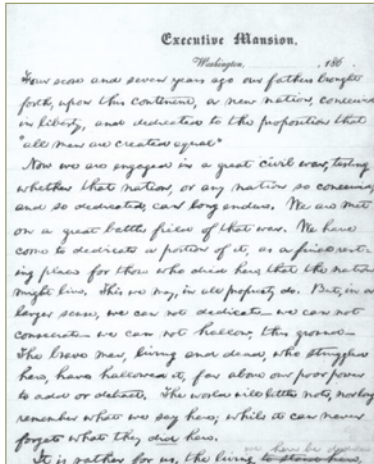 Executive Mansion,
Washington, , 186 .
Four score and seven years ago our fathers brought
forth, upon this continent, a new nation, conceived
in liberty, and dedicated to the proposition that
"all men are created equal"
Now we are engaged in a great civil war, testing
whether that nation, or any nation so conceived,
and so dedicated, can long endure. We are met
on a great battle field of that war. We have
come to dedicate a portion of it, as a final rest-
ing place for those who died here, that the nation
might live. This we may, in all propriety do. But, in a
larger sense, we can not dedicate — we can not
consecrate — we can not hallow, this ground —
The brave men, living and dead, who struggled
here, have hallowed it, far above our poor power
to add or detract. The world will little note, nor long
remember what we say here; while it can never
forget what they did here.
we here be dedica
It is rather for us, the living to stand here,